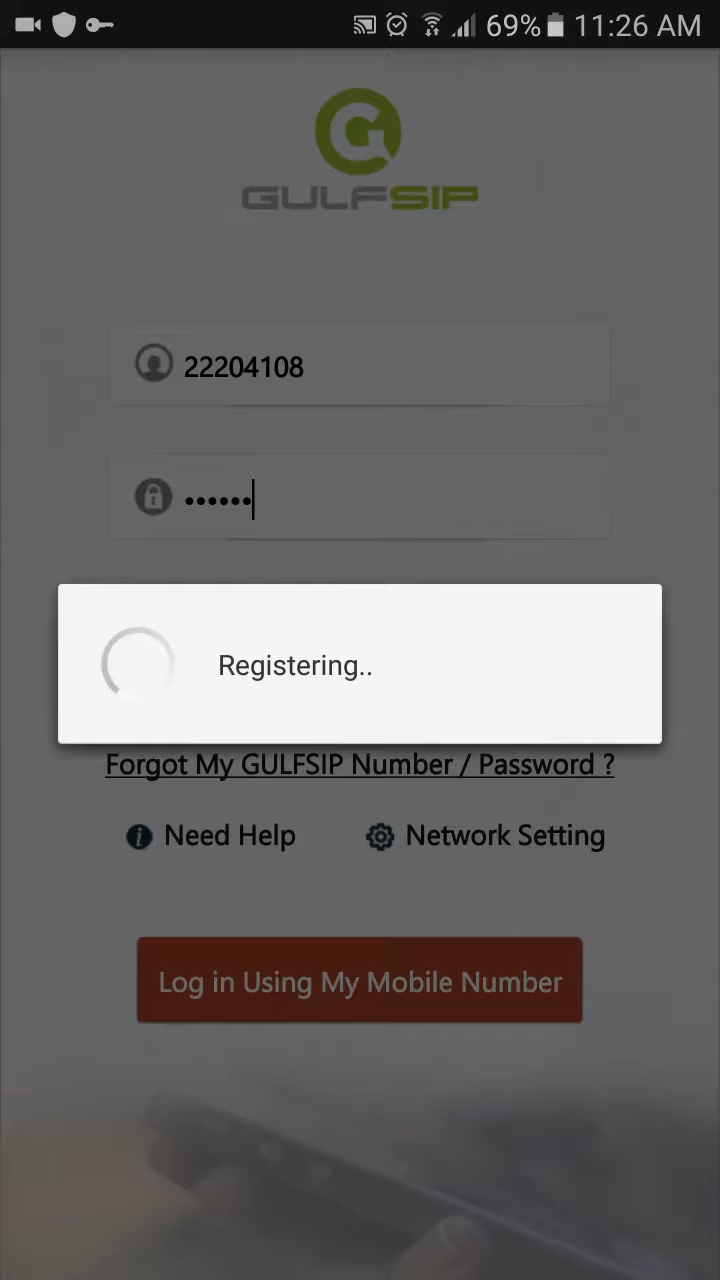 69% 11:26 AM
GULFSIP
22204108
••••••
Registering..
Forgot My GULFSIP Number / Password ?
Need Help
Network Setting
Log in Using My Mobile Number